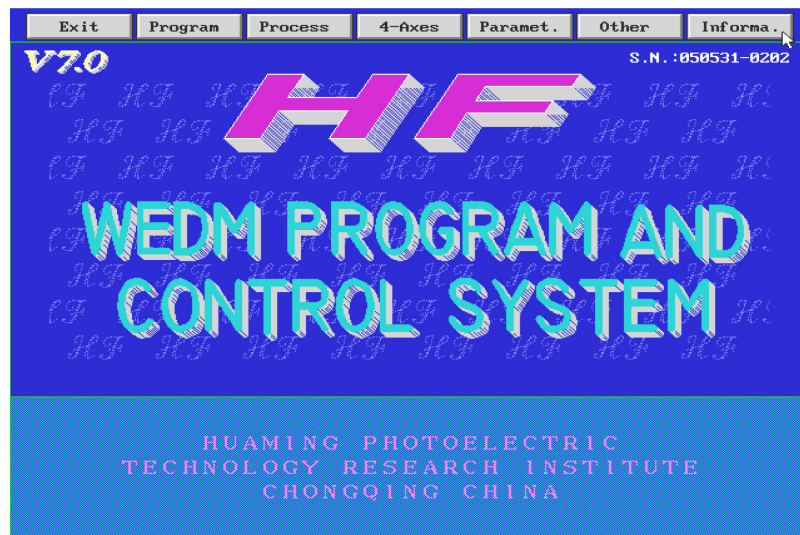 Exit Program Process 4-Axes Paramet. Other Informa.
V7.0 S.N.:050531-0202
HF
WEDM PROGRAM AND
CONTROL SYSTEM
HUAMING PHOTOELECTRIC
TECHNOLOGY RESEARCH INSTITUTE
CHONGQING CHINA